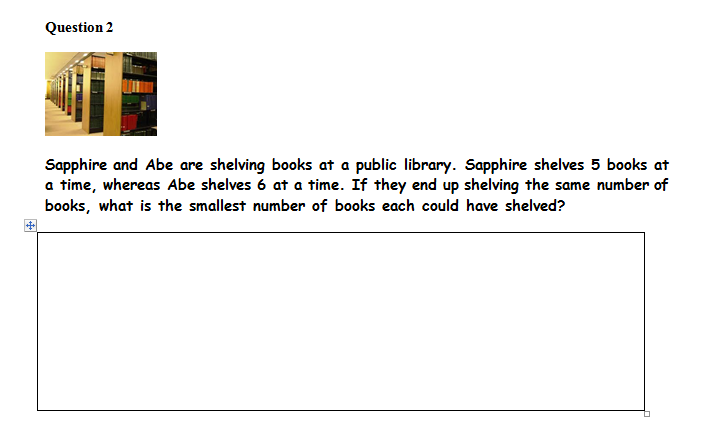 Question 2
Sapphire and Abe are shelving books at a public library. Sapphire shelves 5 books at
a time, whereas Abe shelves 6 at a time. If they end up shelving the same number of
books, what is the smallest number of books each could have shelved?